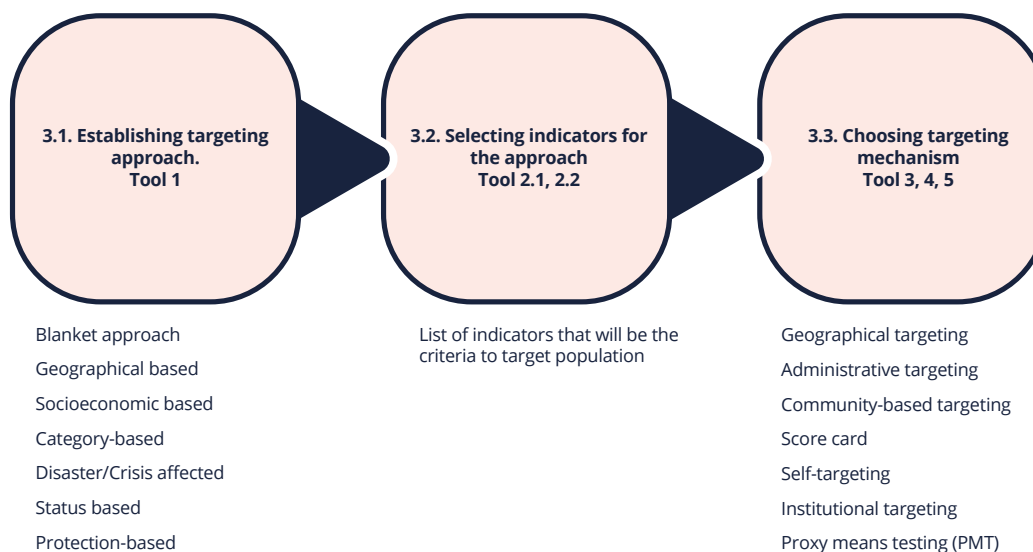 3.1. Establishing targeting
approach.
Tool 1
3.2. Selecting indicators for
the approach
Tool 2.1, 2.2
3.3. Choosing targeting
mechanism
Tool 3, 4, 5
Blanket approach
Geographical based
Socioeconomic based
Category-based
Disaster/Crisis affected
Status based
Protection-based
List of indicators that will be the
criteria to target population
Geographical targeting
Administrative targeting
Community-based targeting
Score card
Self-targeting
Institutional targeting
Proxy means testing (PMT)